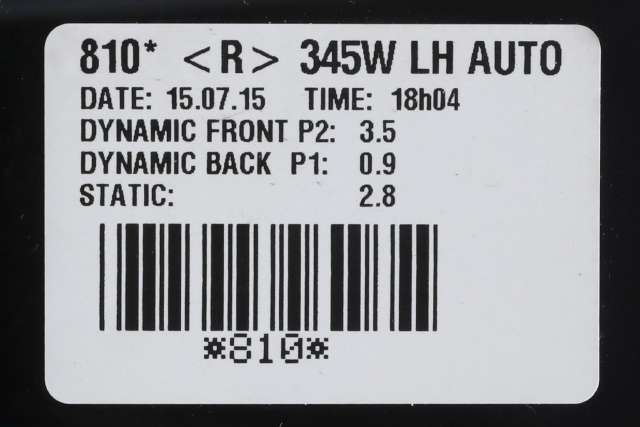 810* <R> 345W LH AUTO
DATE: 15.07.15 TIME: 18h04
DYNAMIC FRONT P2: 3.5
DYNAMIC BACK P1: 0.9
STATIC: 2.8
*810*